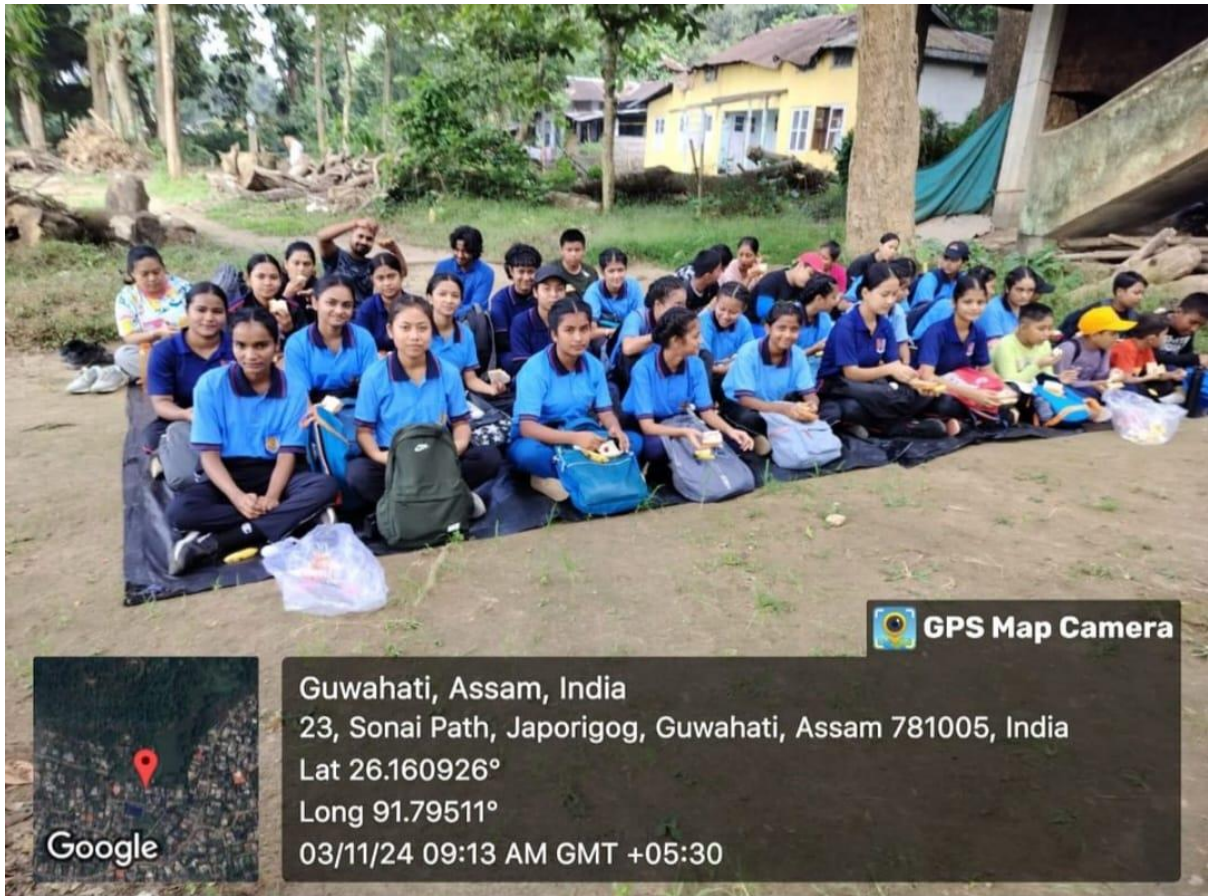 GPS Map Camera
Guwahati, Assam, India
23, Sonai Path, Japorigog, Guwahati, Assam 781005, India
Lat 26.160926°
Long 91.79511°
03/11/24 09:13 AM GMT +05:30
Google